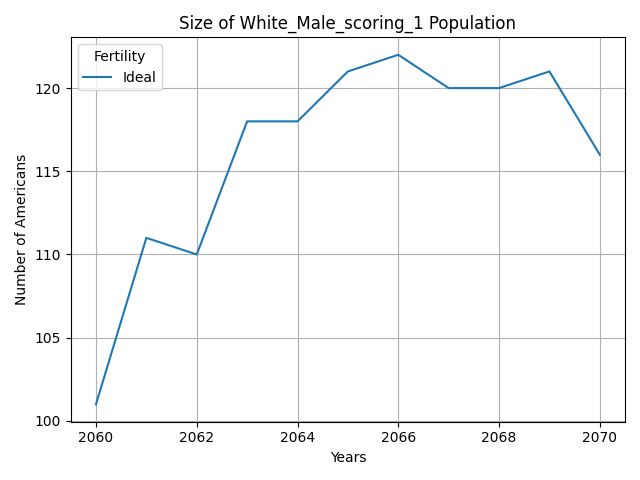 Size of White_Male_scoring_1 Population
Fertility
Ideal
120
115
110
105
100
Number of Americans
2060
2062
2064
2066
2068
2070
Years